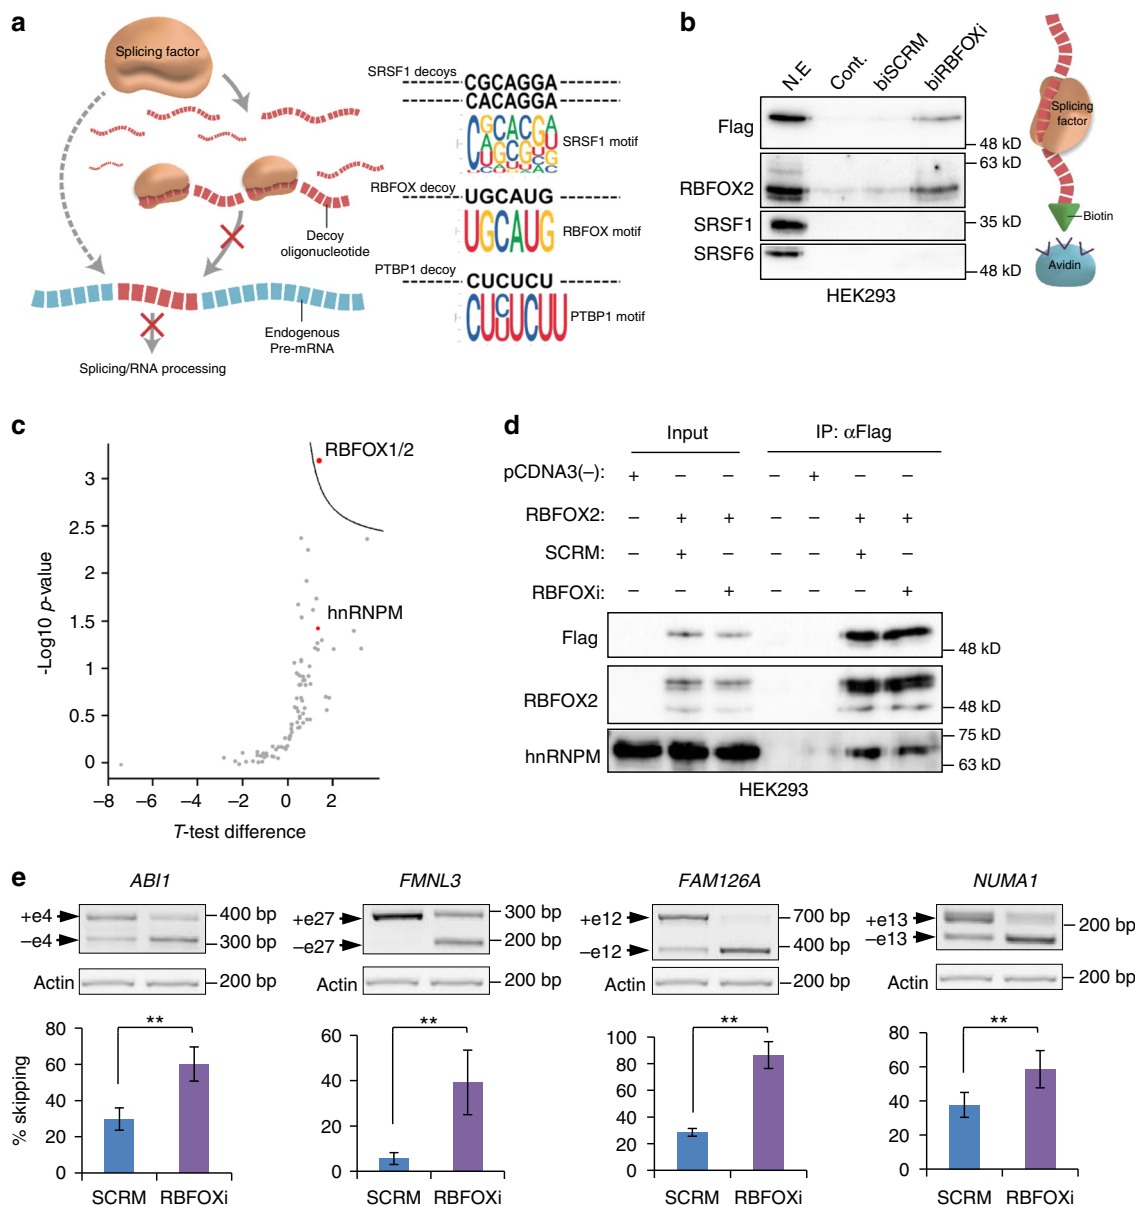 a
Splicing factor
Decoy
oligonucleotide
Endogenous
Pre-mRNA
Splicing/RNA processing
SRSF1 decoys
CGCAGGA
CACAGGA
SRSF1 motif
RBFOX decoy
UGCAUG
UGCAUG
RBFOX motif
PTBP1 decoy
CUCUCU
PTBP1 motif
b
N.E
Cont.
biSCRM
biRBFOXi
Flag
48 kD
63 kD
RBFOX2
SRSF1
35 kD
SRSF6
48 kD
HEK293
Splicing
factor
Biotin
Avidin
c
-Log10 p-value
3
2.5
2
1.5
1
0.5
0
RBFOX1/2
hnRNPM
–8 –6 –4 –2 0 2
T-test difference
d
Input
IP: αFlag
pCDNA3(–): + – – – + – –
RBFOX2: – + + – – + +
SCRM: – + – – – + –
RBFOXi: – – + – – – +
Flag
48 kD
RBFOX2
48 kD
75 kD
hnRNPM
63 kD
HEK293
e
ABI1
+e4
400 bp
–e4
300 bp
Actin
200 bp
% skipping
80
60
40
20
0
**
SCRM RBFOXi
FMNL3
300 bp
+e27
200 bp
–e27
Actin
200 bp
60
40
20
0
**
SCRM RBFOXi
FAM126A
+e12
700 bp
400 bp
–e12
Actin
200 bp
100
80
60
40
20
0
**
SCRM RBFOXi
NUMA1
+e13
200 bp
–e13
Actin
200 bp
80
60
40
20
0
**
SCRM RBFOXi